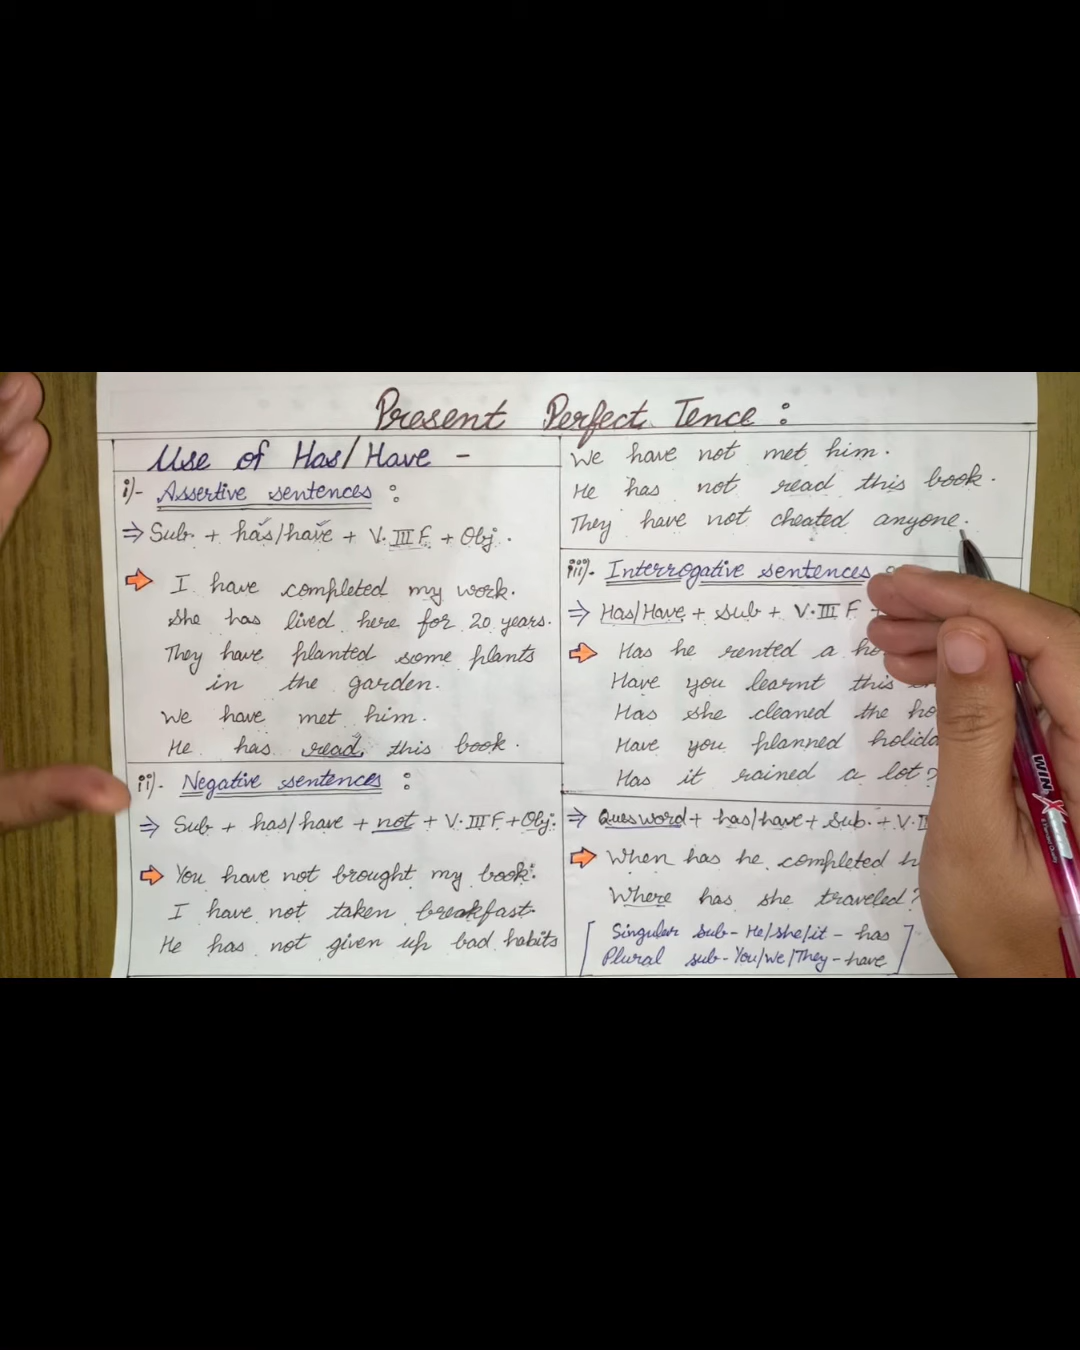 Present Perfect Tence :
Use of Has/Have -
i)- Assertive sentences :
⇒ Sub. + has/have + V.III F. + Obj.
I have completed my work.
She has lived here for 20 years.
They have planted some plants
in the garden.
We have met him.
He has read this book.
ii)- Negative sentences :
⇒ Sub + has/have + not + V.III F. + Obj.
You have not brought my book.
I have not taken breakfast.
He has not given up bad habits
We have not met him.
He has not read this book.
They have not cheated anyone.
iii)- Interrogative sentences :
⇒ Has/Have + sub + V.III F +
Has he rented a
Have you learnt this
Has she cleaned the
Have you planned
Has it rained a lot?
⇒ Ques word + has/have + sub. +
When has he completed
Where has she traveled?
[ Singular sub - He/she/it - has ]
[ Plural sub - You/We/They - have ]
WINX